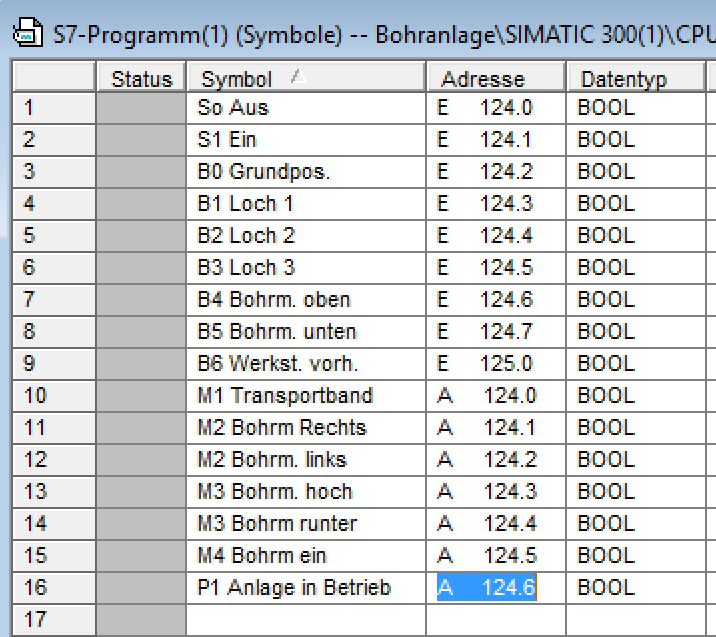 S7-Programm(1) (Symbole) -- Bohranlage\SIMATIC 300(1)\CPU
Status Symbol Adresse Datentyp
1 So Aus E 124.0 BOOL
2 S1 Ein E 124.1 BOOL
3 B0 Grundpos. E 124.2 BOOL
4 B1 Loch 1 E 124.3 BOOL
5 B2 Loch 2 E 124.4 BOOL
6 B3 Loch 3 E 124.5 BOOL
7 B4 Bohrm. oben E 124.6 BOOL
8 B5 Bohrm. unten E 124.7 BOOL
9 B6 Werkst. vorh. E 125.0 BOOL
10 M1 Transportband A 124.0 BOOL
11 M2 Bohrm Rechts A 124.1 BOOL
12 M2 Bohrm. links A 124.2 BOOL
13 M3 Bohrm. hoch A 124.3 BOOL
14 M3 Bohrm runter A 124.4 BOOL
15 M4 Bohrm ein A 124.5 BOOL
16 P1 Anlage in Betrieb A 124.6 BOOL
17